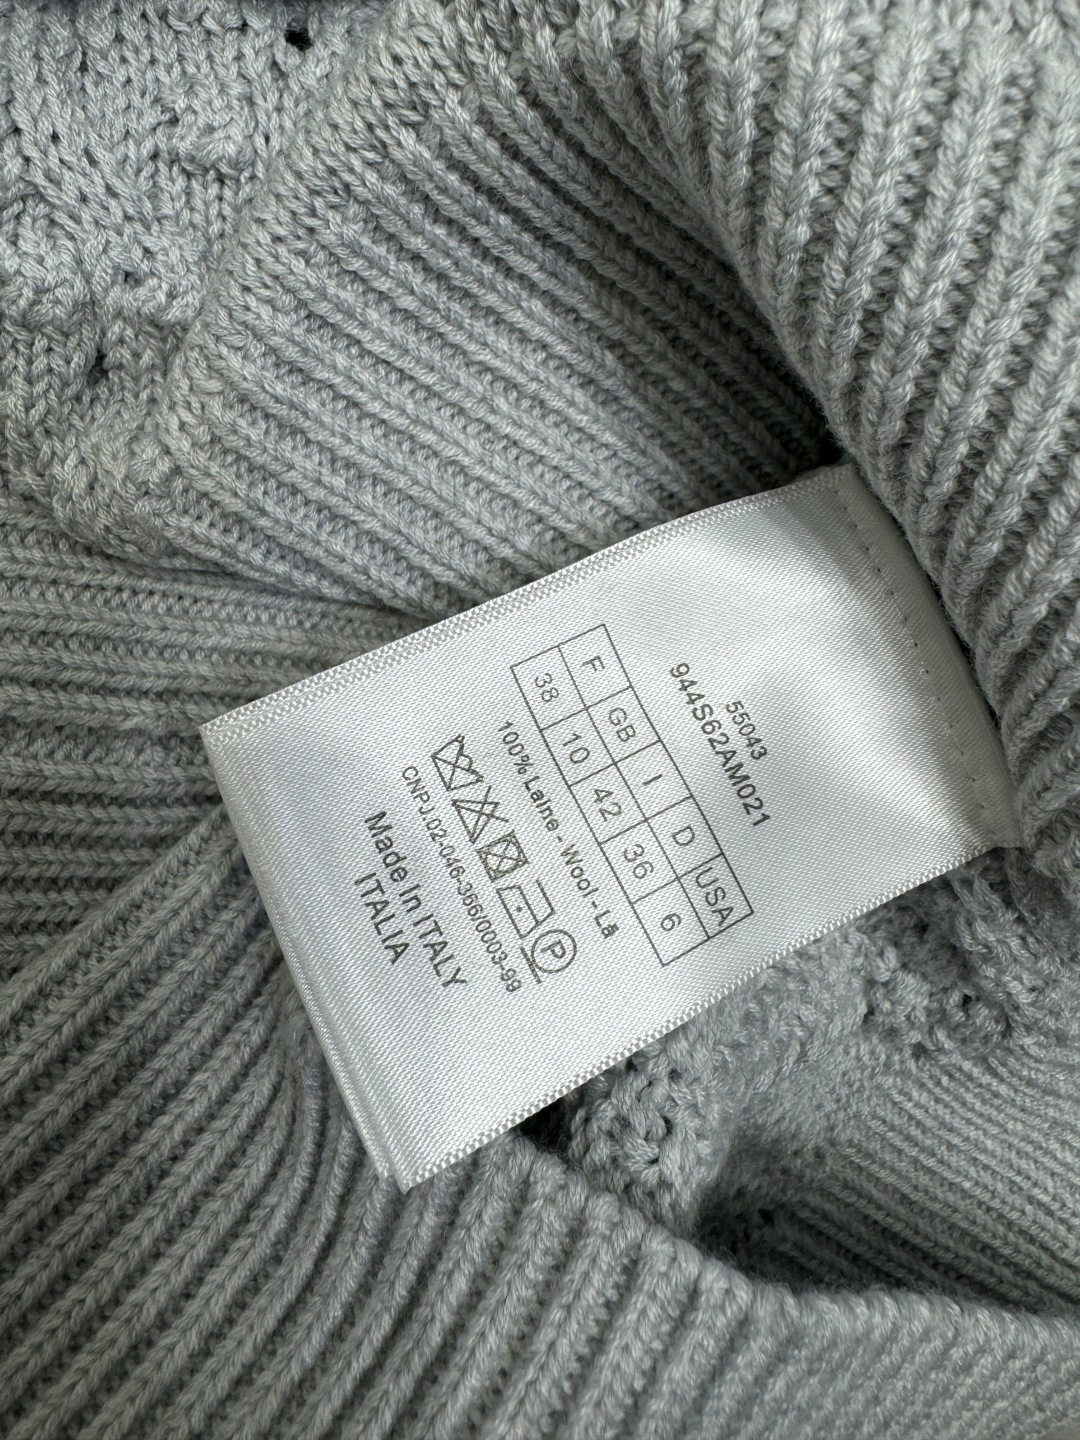 55043
944S62AM021
F GB I D USA
38 10 42 36 6
100% Laine - Wool - Lã
P
CNPJ.02-046-366/0003-99
Made In ITALY
ITALIA